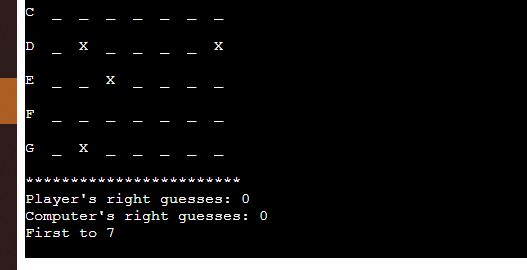 C _ _ _ _ _ _ _
D _ X _ _ _ _ X
E _ _ X _ _ _ _
F _ _ _ _ _ _ _
G _ X _ _ _ _ _
************************
Player's right guesses: 0
Computer's right guesses: 0
First to 7